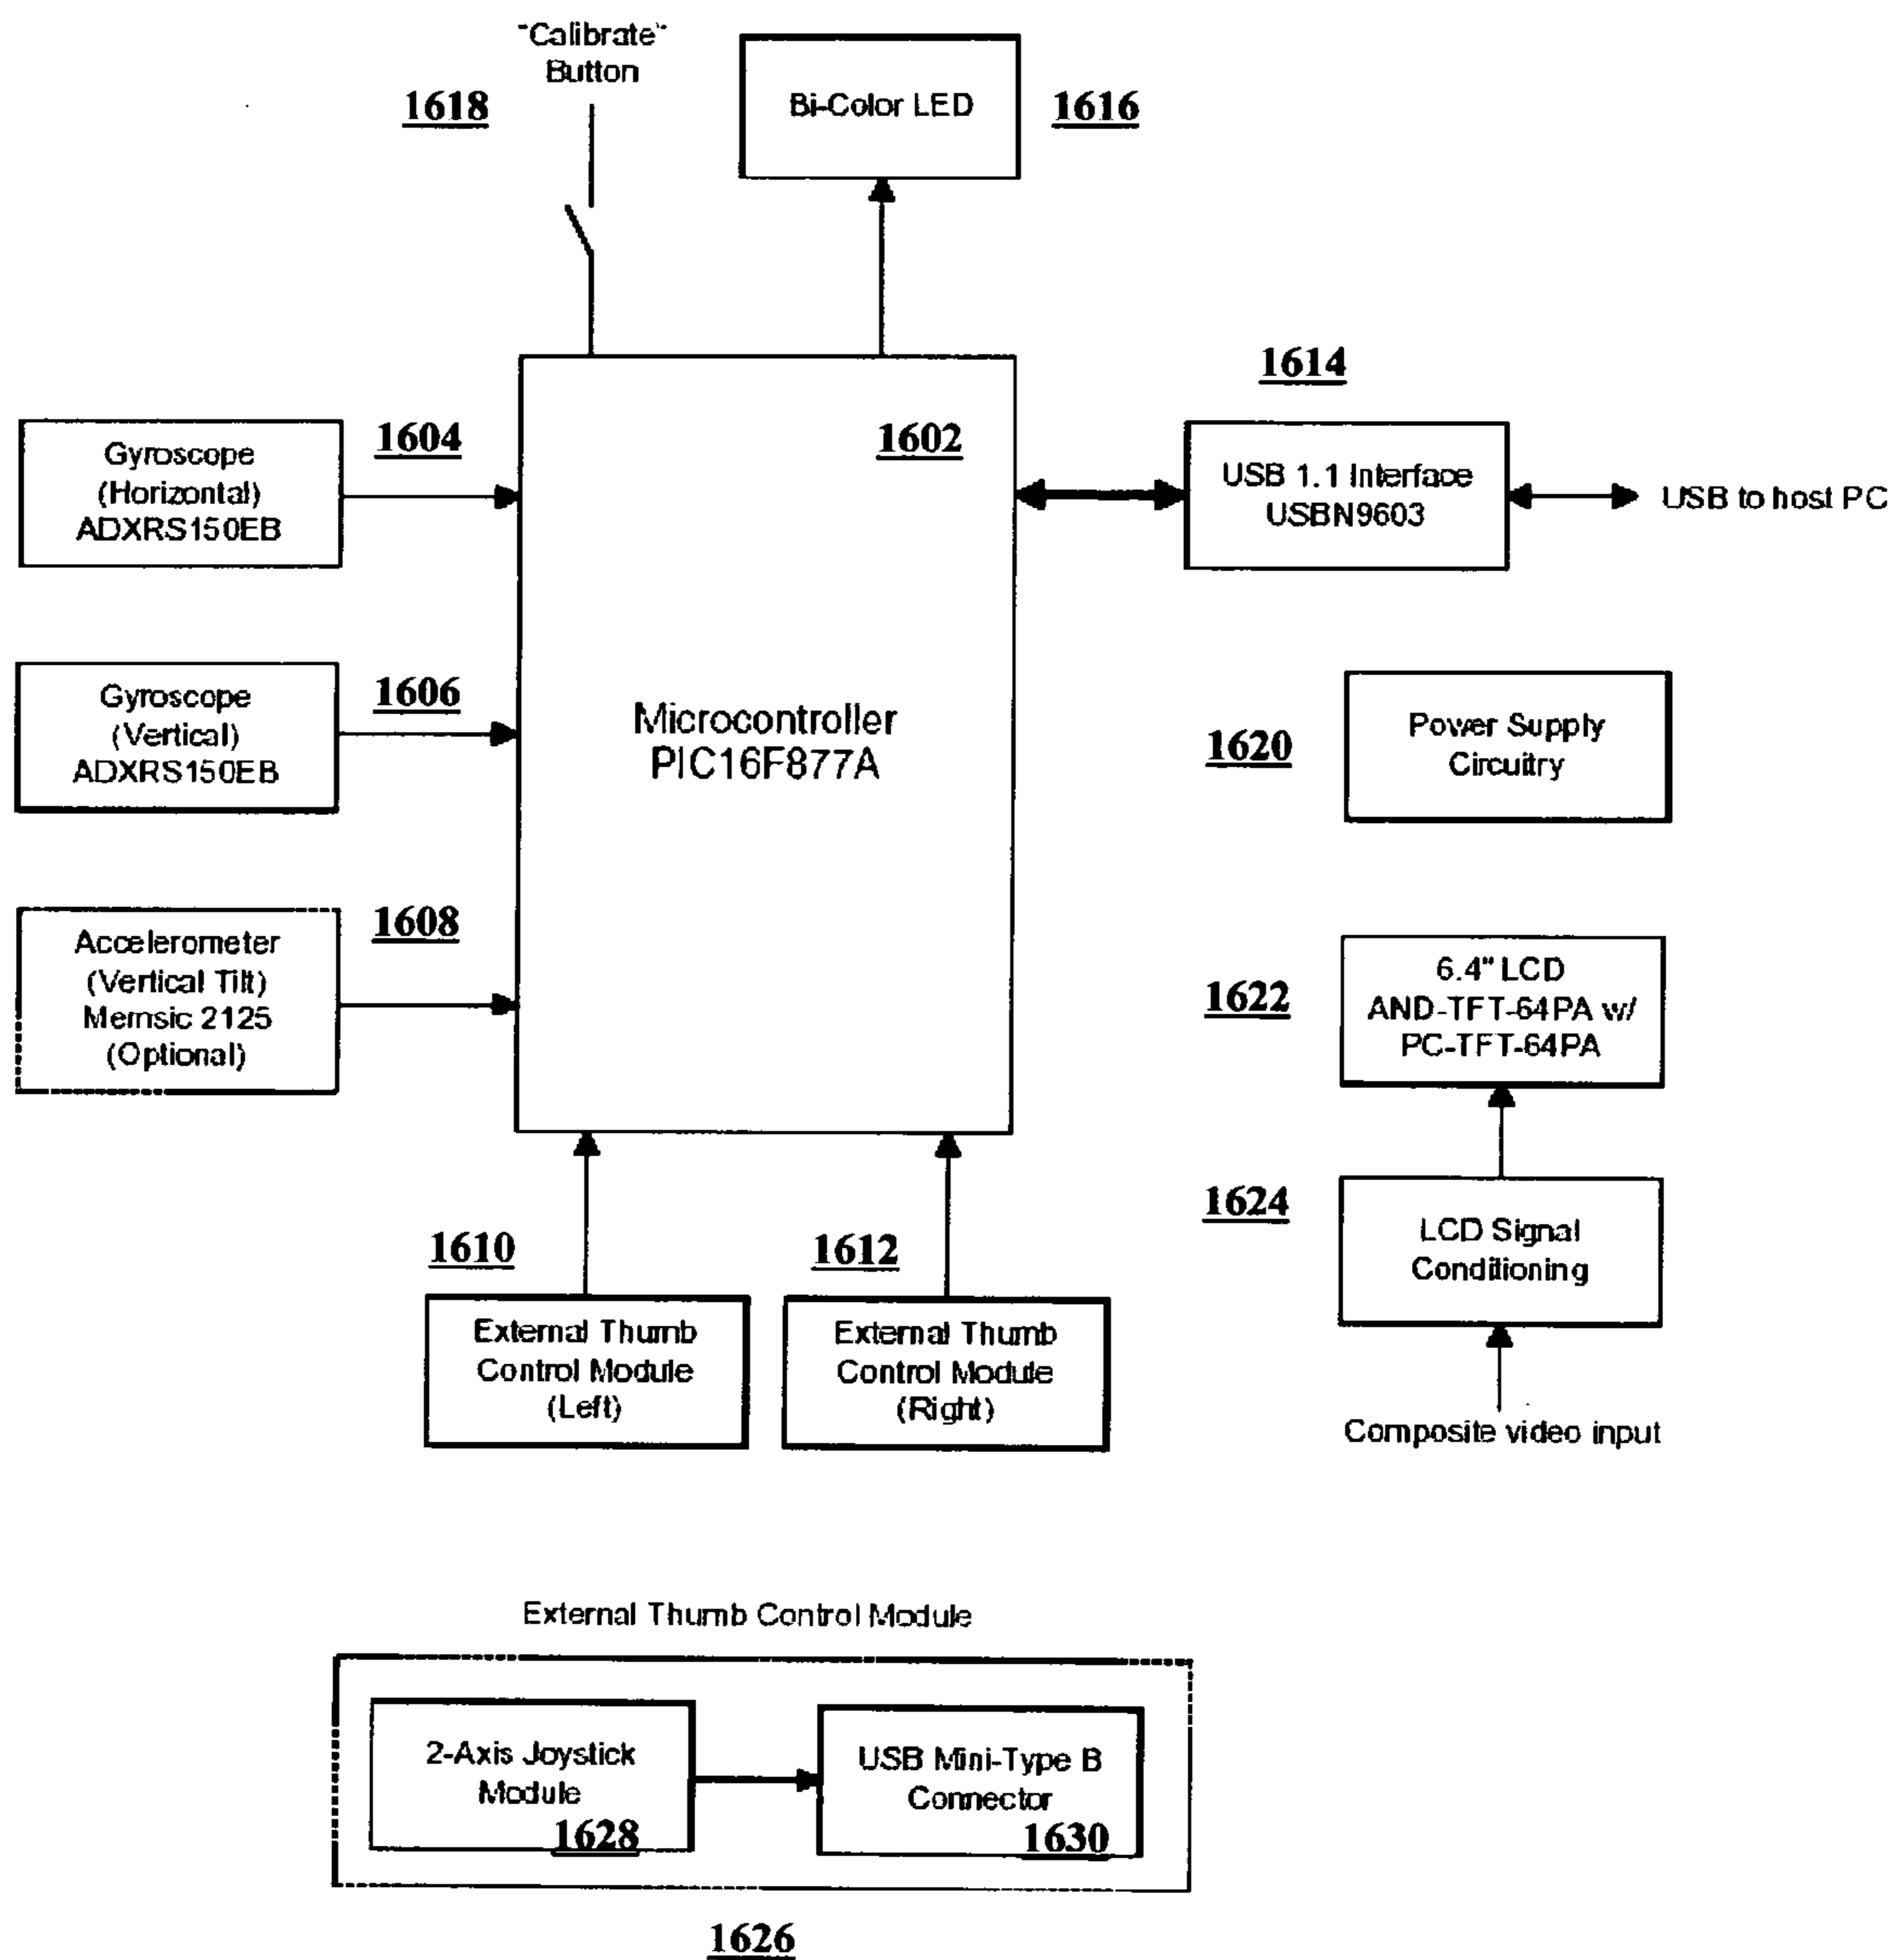 "Calibrate"
Button
1618
Bi-Color LED
1616
1614
Gyroscope
(Horizontal)
ADXRS150EB
1604
1602
USB 1.1 Interface
USBN9603
USB to host PC
Gyroscope
(Vertical)
ADXRS150EB
1606
Microcontroller
PIC16F877A
1620
Power Supply
Circuitry
Accelerometer
(Vertical Tilt)
Memsic 2125
(Optional)
1608
1622
6.4" LCD
AND-TFT-64PA w/
PC-TFT-64PA
1624
LCD Signal
Conditioning
Composite video input
1610
External Thumb
Control Module
(Left)
1612
External Thumb
Control Module
(Right)
External Thumb Control Module
2-Axis Joystick
Module
1628
USB Mini-Type B
Connector
1630
1626